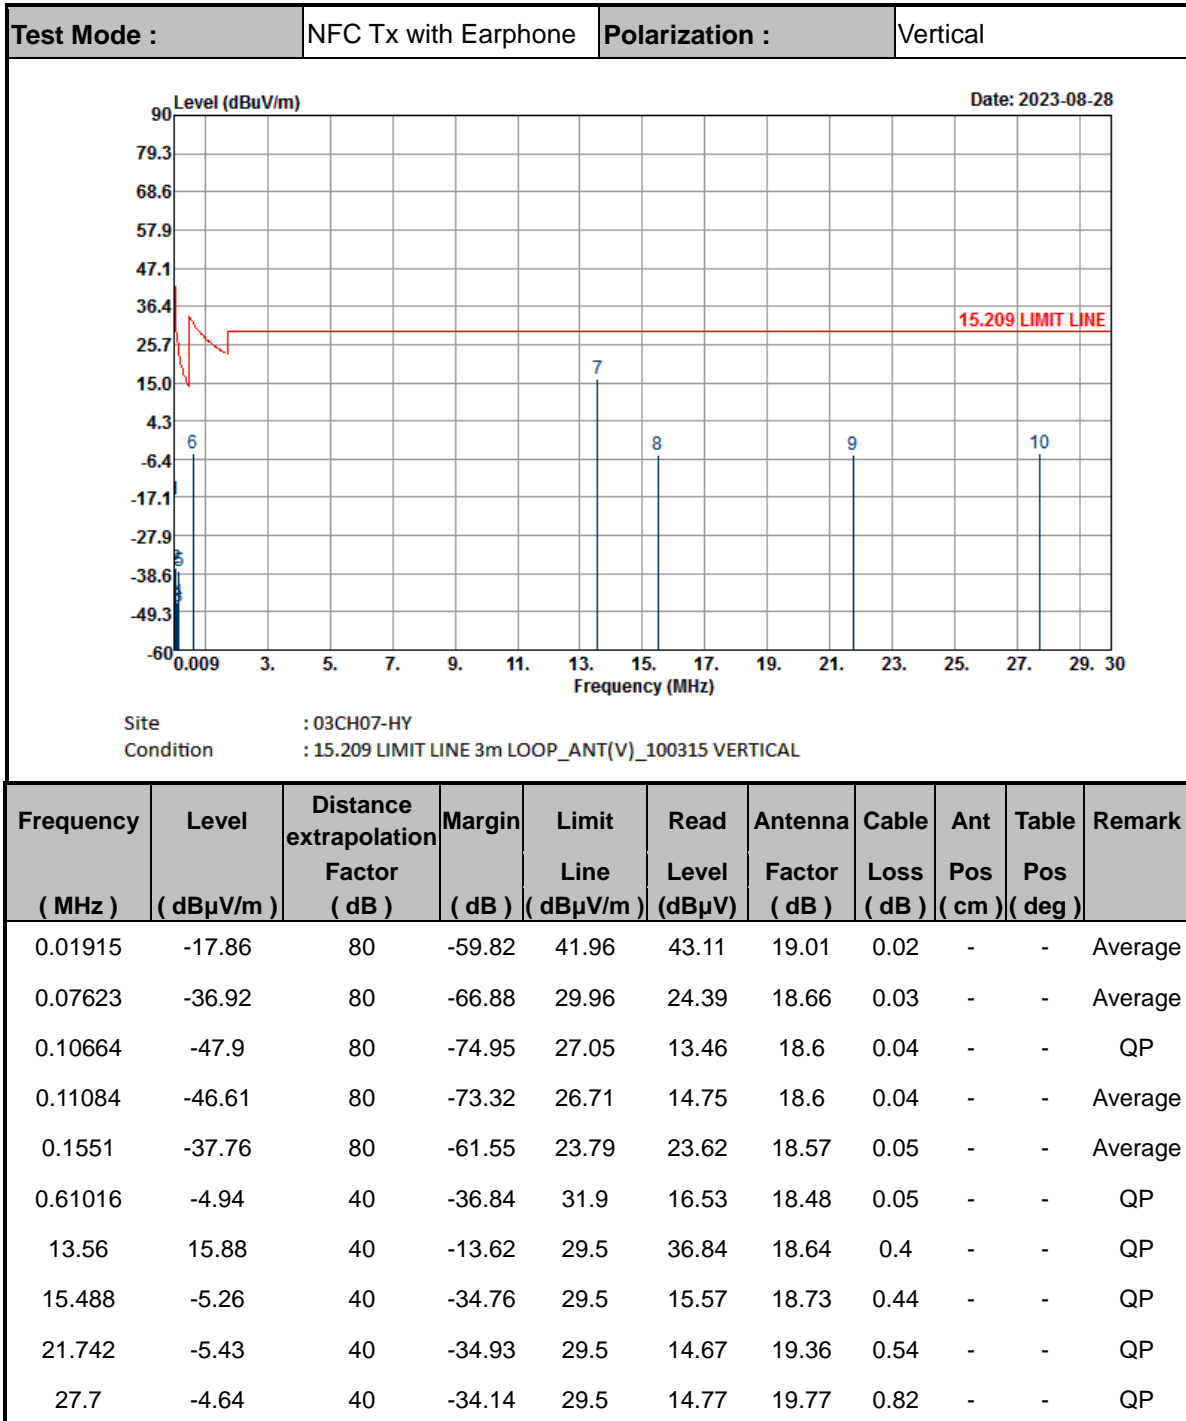 Test Mode : NFC Tx with Earphone Polarization : Vertical
Level (dBuV/m) Date: 2023-08-28
90
79.3
68.6
57.9
47.1
36.4
15.209 LIMIT LINE
25.7
7
15.0
4.3
6 8 9 10
-6.4
-17.1
-27.9
-38.6
-49.3
-60
0.009 3. 5. 7. 9. 11. 13. 15. 17. 19. 21. 23. 25. 27. 29. 30
Frequency (MHz)
Site : 03CH07-HY
Condition : 15.209 LIMIT LINE 3m LOOP_ANT(V)_100315 VERTICAL
Frequency Level Distance extrapolation Margin Limit Read Antenna Cable Ant Table Remark
Factor Line Level Factor Loss Pos Pos
( MHz ) ( dBµV/m ) ( dB ) ( dB ) ( dBµV/m ) (dBµV) ( dB ) ( dB ) ( cm ) ( deg )
0.01915 -17.86 80 -59.82 41.96 43.11 19.01 0.02 - - Average
0.07623 -36.92 80 -66.88 29.96 24.39 18.66 0.03 - - Average
0.10664 -47.9 80 -74.95 27.05 13.46 18.6 0.04 - - QP
0.11084 -46.61 80 -73.32 26.71 14.75 18.6 0.04 - - Average
0.1551 -37.76 80 -61.55 23.79 23.62 18.57 0.05 - - Average
0.61016 -4.94 40 -36.84 31.9 16.53 18.48 0.05 - - QP
13.56 15.88 40 -13.62 29.5 36.84 18.64 0.4 - - QP
15.488 -5.26 40 -34.76 29.5 15.57 18.73 0.44 - - QP
21.742 -5.43 40 -34.93 29.5 14.67 19.36 0.54 - - QP
27.7 -4.64 40 -34.14 29.5 14.77 19.77 0.82 - - QP